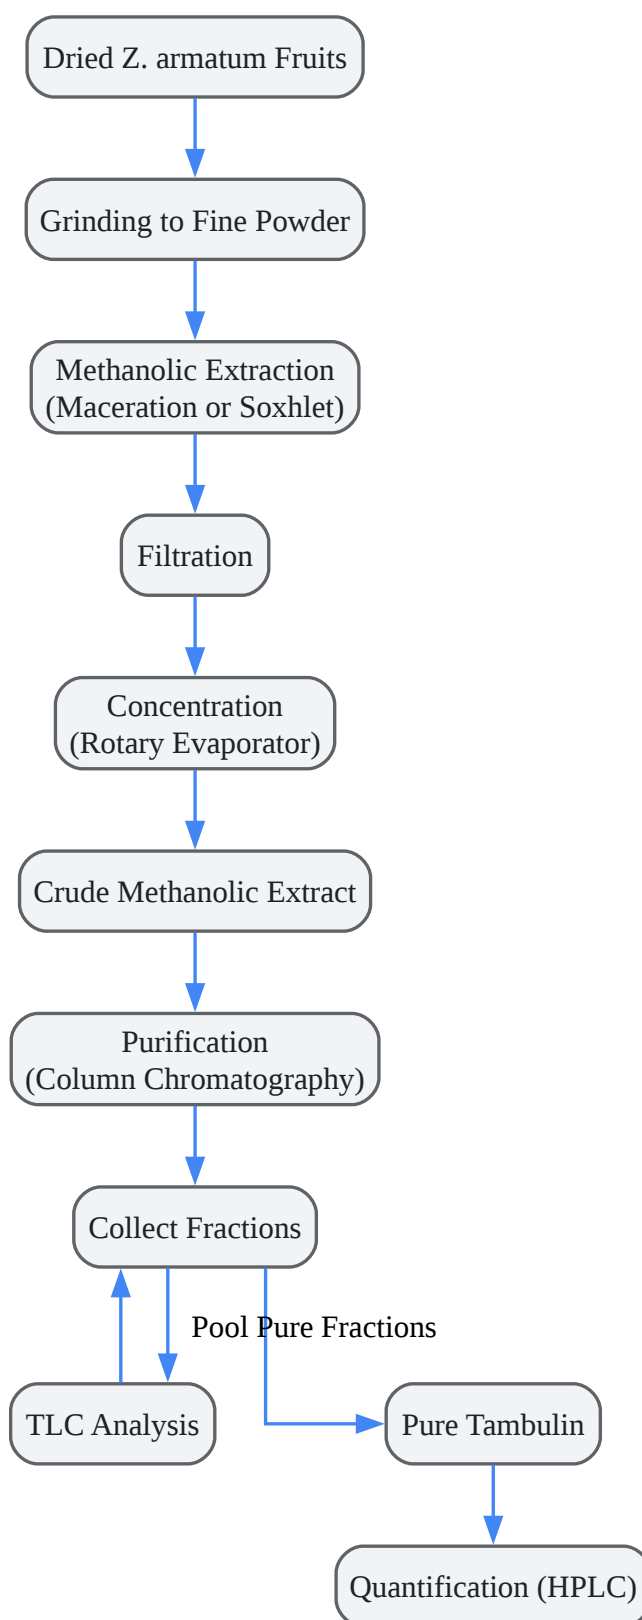 Dried Z. armatum Fruits
Grinding to Fine Powder
Methanolic Extraction
(Maceration or Soxhlet)
Filtration
Concentration
(Rotary Evaporator)
Crude Methanolic Extract
Purification
(Column Chromatography)
Collect Fractions
Pool Pure Fractions
TLC Analysis
Pure Tambulin
Quantification (HPLC)